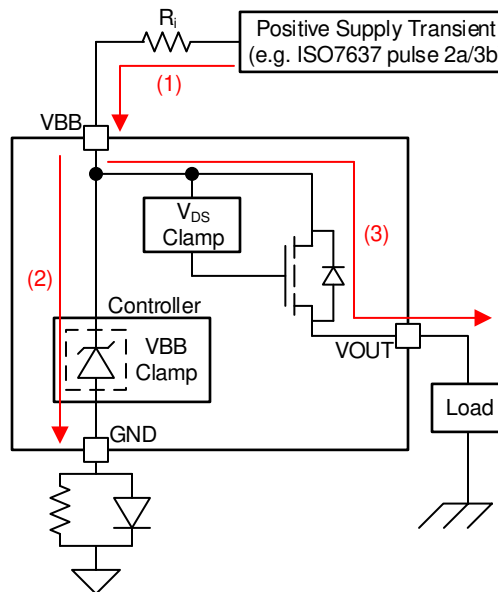 Ri
Positive Supply Transient
(e.g. ISO7637 pulse 2a/3b
(1)
VBB
VDS
Clamp
(3)
(2)
Controller
VBB
Clamp
VOUT
GND
Load